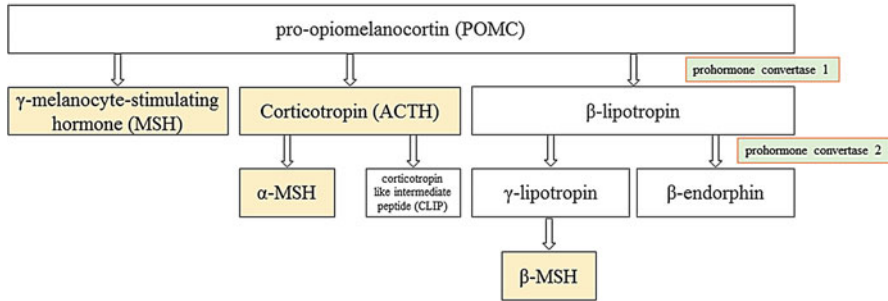 pro-opiomelanocortin (POMC)
prohormone convertase 1
γ-melanocyte-stimulating
hormone (MSH)
Corticotropin (ACTH)
β-lipotropin
prohormone convertase 2
α-MSH
corticotropin
like intermediate
peptide (CLIP)
γ-lipotropin
β-endorphin
β-MSH